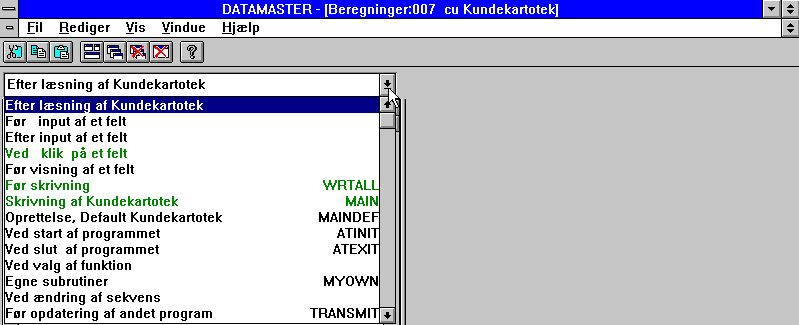 DATAMASTER - [Beregninger:007 cu Kundekartotek]
Fil Rediger Vis Vindue Hjælp
?
Efter læsning af Kundekartotek
Efter læsning af Kundekartotek
Før input af et felt
Efter input af et felt
Ved klik på et felt
Før visning af et felt
Før skrivning WRTALL
Skrivning af Kundekartotek MAIN
Oprettelse, Default Kundekartotek MAINDEF
Ved start af programmet ATINIT
Ved slut af programmet ATEXIT
Ved valg af funktion
Egne subrutiner MYOWN
Ved ændring af sekvens
Før opdatering af andet program TRANSMIT